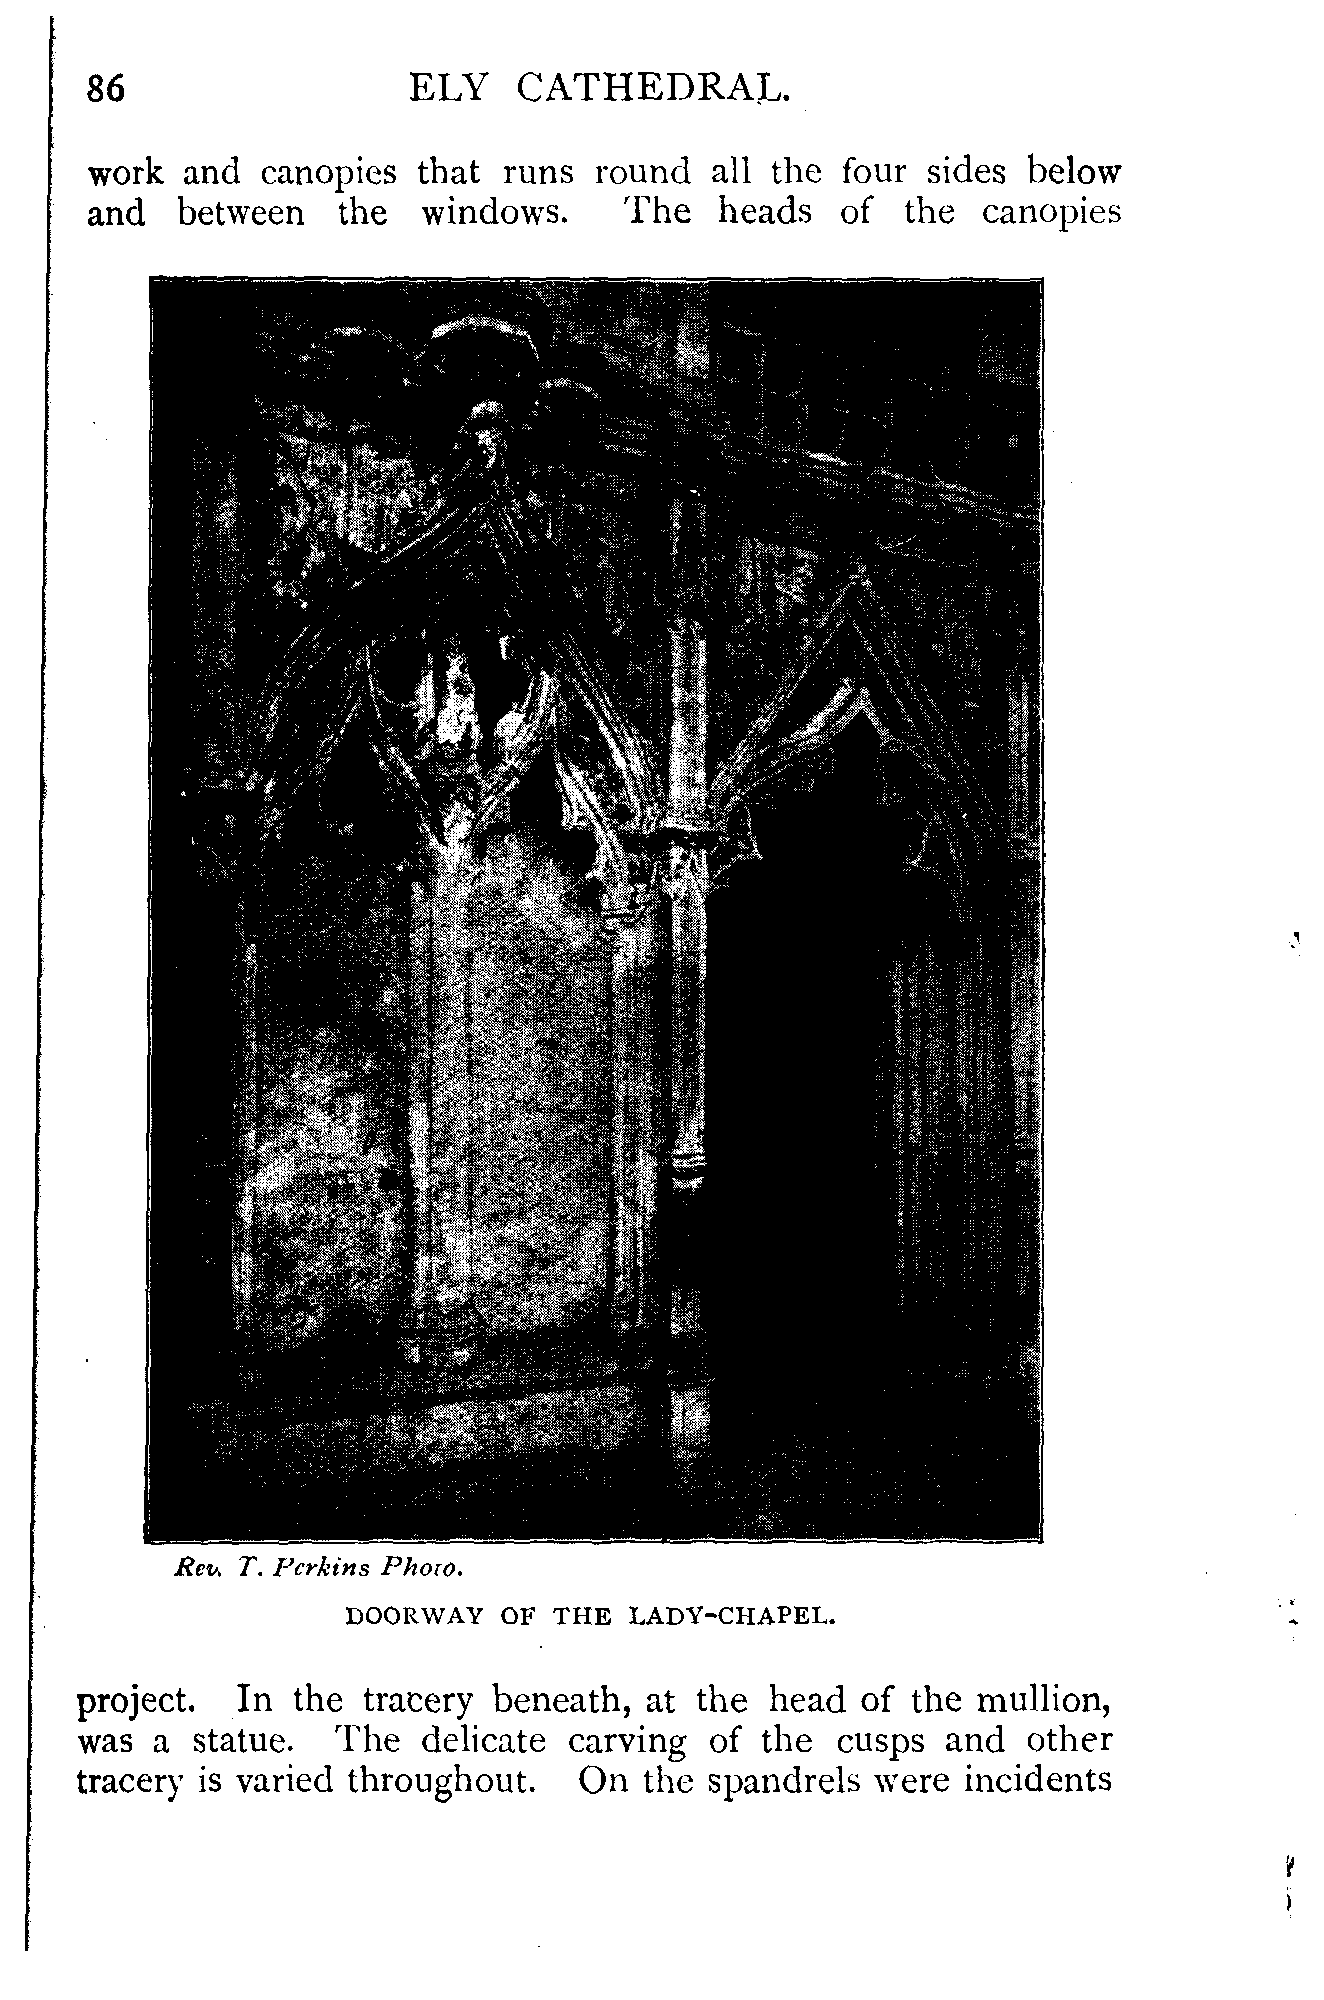 86 ELY CATHEDRAL.
work and canopies that runs round all the four sides below
and between the windows. The heads of the canopies
Rev. T. Perkins Photo.
DOORWAY OF THE LADY-CHAPEL.
project. In the tracery beneath, at the head of the mullion,
was a statue. The delicate carving of the cusps and other
tracery is varied throughout. On the spandrels were incidents